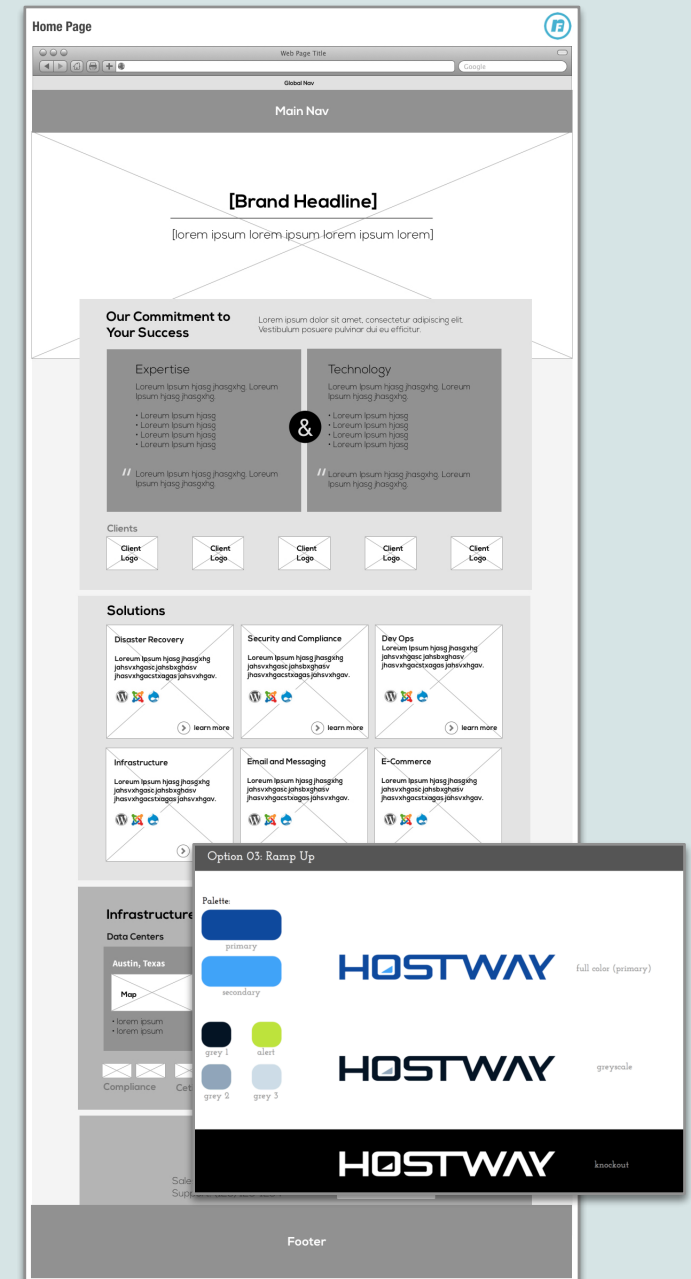 Home Page
Web Page Title
Google
Global Nav
Main Nav
[Brand Headline]
[lorem ipsum lorem ipsum lorem ipsum lorem]
Our Commitment to
Your Success
Lorem ipsum dolor sit amet, consectetur adipiscing elit.
Vestibulum posuere pulvinar dui eu efficitur.
Expertise
Loreum Ipsum hjasg jhasgxhg. Loreum
Ipsum hjasg jhasgxhg.
• Loreum Ipsum hjasg
• Loreum Ipsum hjasg
• Loreum Ipsum hjasg
• Loreum Ipsum hjasg
" Loreum Ipsum hjasg jhasgxhg. Loreum
Ipsum hjasg jhasgxhg.
&
Technology
Loreum Ipsum hjasg jhasgxhg. Loreum
Ipsum hjasg jhasgxhg.
• Loreum Ipsum hjasg
• Loreum Ipsum hjasg
• Loreum Ipsum hjasg
• Loreum Ipsum hjasg
" Loreum Ipsum hjasg jhasgxhg. Loreum
Ipsum hjasg jhasgxhg.
Clients
Client
Logo
Client
Logo
Client
Logo
Client
Logo
Client
Logo
Solutions
Disaster Recovery
Loreum Ipsum hjasg jhasgxhg
jahsvxhgasc jahsbxghasv
jhasvxhgacstxagas jahsvxhgav.
learn more
Security and Compliance
Loreum Ipsum hjasg jhasgxhg
jahsvxhgasc jahsbxghasv
jhasvxhgacstxagas jahsvxhgav.
learn more
Dev Ops
Loreum Ipsum hjasg jhasgxhg
jahsvxhgasc jahsbxghasv
jhasvxhgacstxagas jahsvxhgav.
learn more
Infrastructure
Loreum Ipsum hjasg jhasgxhg
jahsvxhgasc jahsbxghasv
jhasvxhgacstxagas jahsvxhgav.
Email and Messaging
Loreum Ipsum hjasg jhasgxhg
jahsvxhgasc jahsbxghasv
jhasvxhgacstxagas jahsvxhgav.
E-Commerce
Loreum Ipsum hjasg jhasgxhg
jahsvxhgasc jahsbxghasv
jhasvxhgacstxagas jahsvxhgav.
Infrastructure
Data Centers
Austin, Texas
Map
• lorem ipsum
• lorem ipsum
Compliance
Option 03: Ramp Up
Palette:
primary
secondary
grey 1
alert
grey 2
grey 3
HOSTWAY
full color (primary)
HOSTWAY
greyscale
HOSTWAY
knockout
Sale
Footer